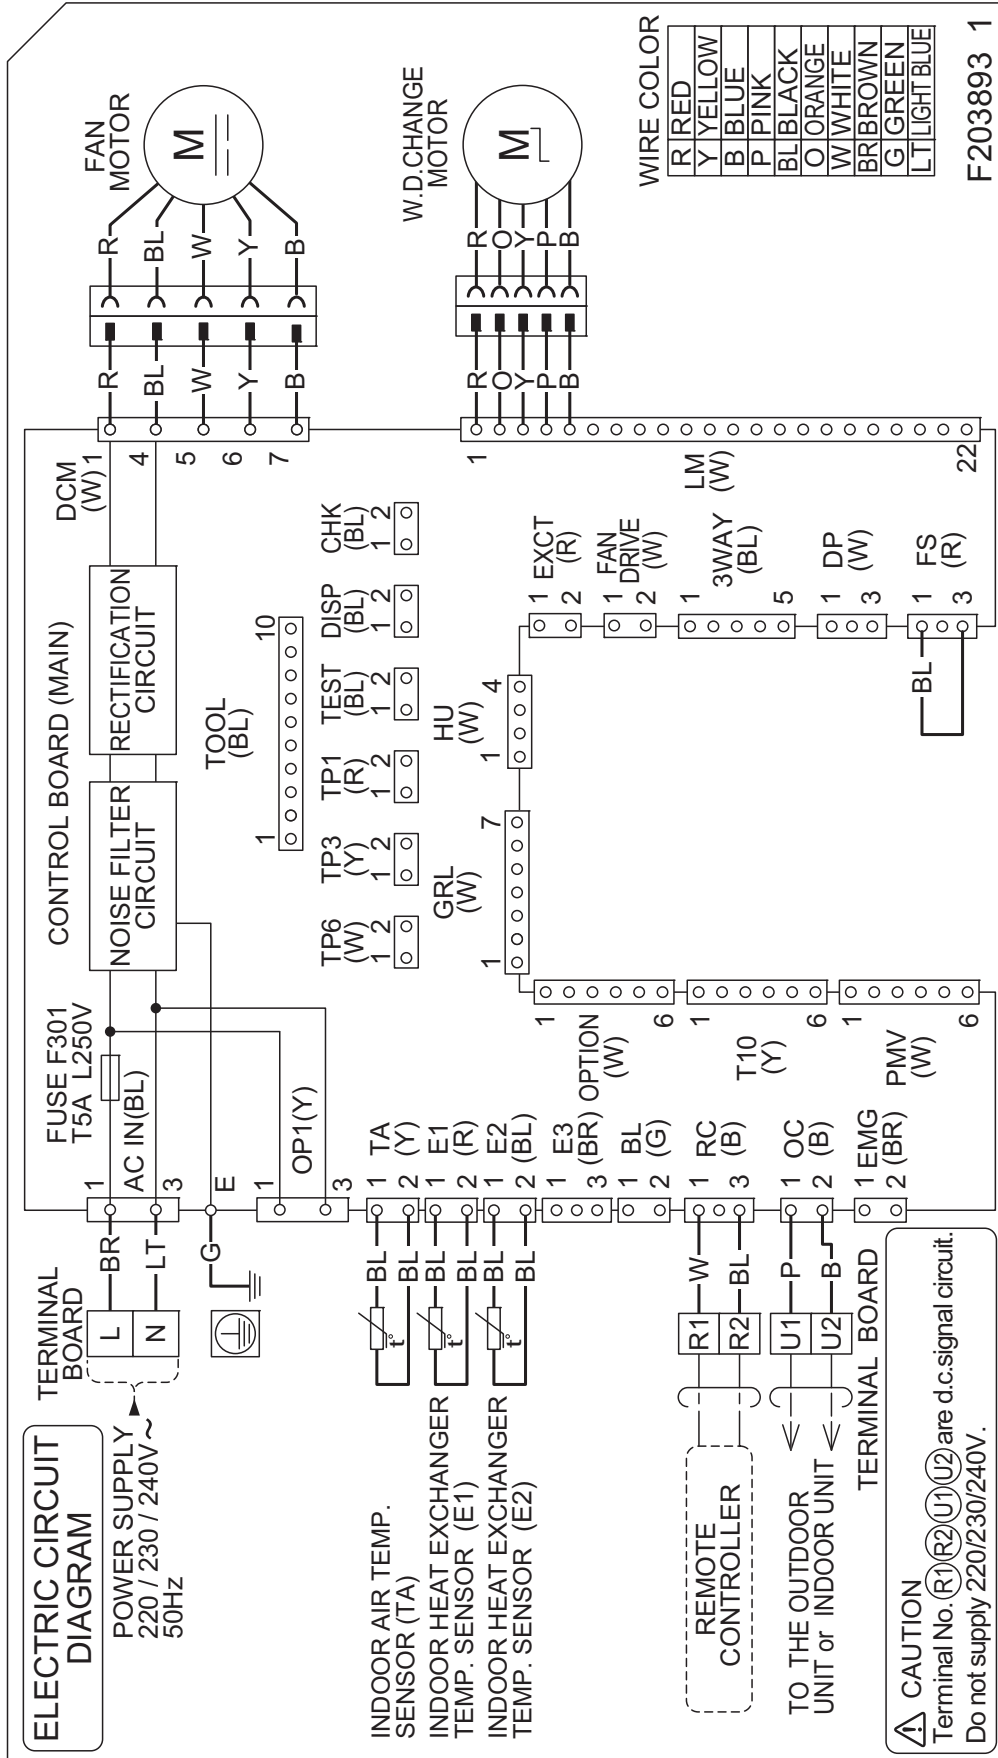 ELECTRIC CIRCUIT
DIAGRAM
POWER SUPPLY
220 / 230 / 240V ~
50Hz
TERMINAL
BOARD
L
N
BR
LT
G
FUSE F301
T5A L250V
1
AC IN(BL)
3
E
1
OP1(Y)
3
CONTROL BOARD (MAIN)
NOISE FILTER
CIRCUIT
RECTIFICATION
CIRCUIT
DCM
(W)
1
4
5
6
7
R
BL
W
Y
B
R
BL
W
Y
B
FAN
MOTOR
M
TOOL
(BL)
1
10
TP6
(W)
1 2
TP3
(Y)
1 2
TP1
(R)
1 2
TEST
(BL)
1 2
DISP
(BL)
1 2
CHK
(BL)
1 2
GRL
(W)
1
7
HU
(W)
1
4
INDOOR AIR TEMP.
SENSOR (TA)
t°
BL
BL
1
2
TA
(Y)
INDOOR HEAT EXCHANGER
TEMP. SENSOR (E1)
t°
BL
BL
1
2
E1
(R)
INDOOR HEAT EXCHANGER
TEMP. SENSOR (E2)
t°
BL
BL
1
2
E2
(BL)
1
3
E3
(BR)
1
2
BL
(G)
REMOTE
CONTROLLER
R1
R2
W
BL
1
3
RC
(B)
TO THE OUTDOOR
UNIT or INDOOR UNIT
U1
U2
P
B
1
2
OC
(B)
TERMINAL BOARD
1
2
EMG
(BR)
1
6
OPTION
(W)
1
6
T10
(Y)
1
6
PMV
(W)
1
2
EXCT
(R)
1
2
FAN
DRIVE
(W)
1
5
3WAY
(BL)
1
3
DP
(W)
1
3
FS
(R)
BL
1
22
LM
(W)
R
O
Y
P
B
R
O
Y
P
B
W.D.CHANGE
MOTOR
M
WIRE COLOR
R RED
Y YELLOW
B BLUE
P PINK
BL BLACK
O ORANGE
W WHITE
BR BROWN
G GREEN
LT LIGHT BLUE
⚠ CAUTION
Terminal No. R1 R2 U1 U2 are d.c.signal circuit.
Do not supply 220/230/240V.
F203893 1